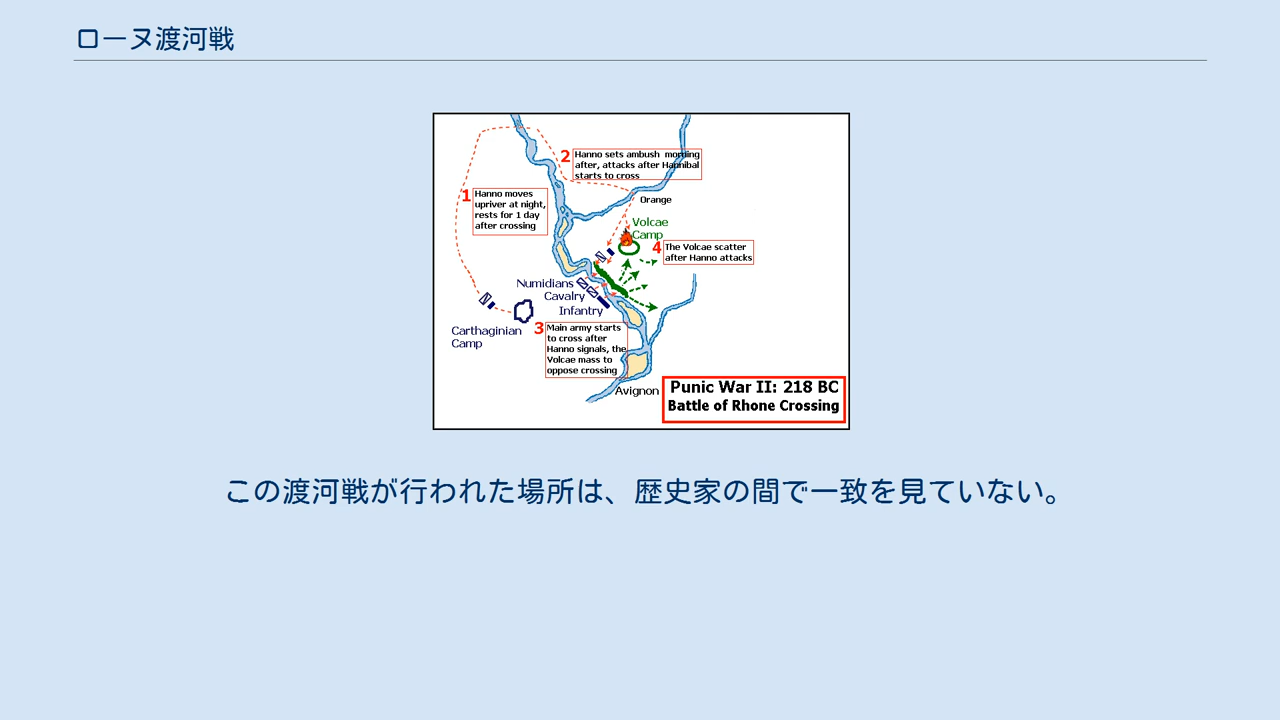 ローヌ渡河戦
2
Hanno sets ambush morning
after, attacks after Hannibal
starts to cross
1
Hanno moves
upriver at night,
rests for 1 day
after crossing
Orange
Volcae
Camp
4
The Volcae scatter
after Hanno attacks
Numidians
Cavalry
Infantry
Carthaginian
Camp
3
Main army starts
to cross after
Hanno signals, the
Volcae mass to
oppose crossing
Avignon
Punic War II: 218 BC
Battle of Rhone Crossing
この渡河戦が行われた場所は、歴史家の間で一致を見ていない。